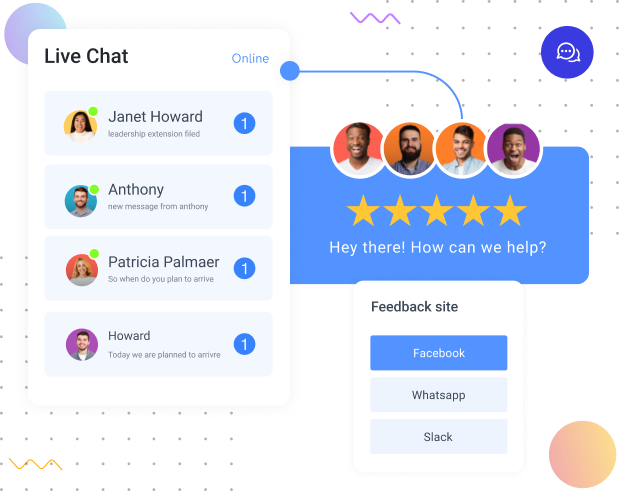 Live Chat
Online
Janet Howard
leadership extension filed
1
Anthony
new message from anthony
1
Patricia Palmaer
So when do you plan to arrive
1
Howard
Today we are planned to arrivre
1
Hey there! How can we help?
Feedback site
Facebook
Whatsapp
Slack